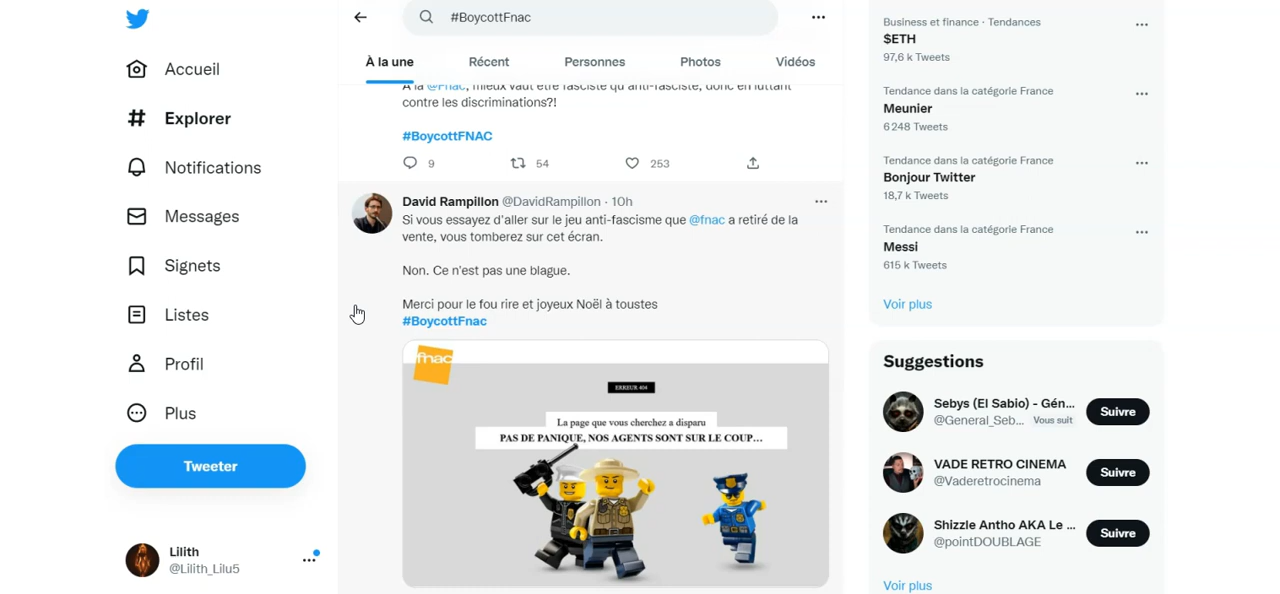 #BoycottFnac
À la une
Récent
Personnes
Photos
Vidéos
Accueil
Explorer
Notifications
Messages
Signets
Listes
Profil
Plus
Tweeter
Lilith
@Lilith_Lilu5
A la @Fnac, mieux vaut être fasciste qu'anti-fasciste, donc en luttant
contre les discriminations?!
#BoycottFNAC
9
54
253
David Rampillon @DavidRampillon · 10h
Si vous essayez d'aller sur le jeu anti-fascisme que @fnac a retiré de la
vente, vous tomberez sur cet écran.
Non. Ce n'est pas une blague.
Merci pour le fou rire et joyeux Noël à toustes
#BoycottFnac
fnac
ERREUR 404
La page que vous cherchez a disparu
PAS DE PANIQUE, NOS AGENTS SONT SUR LE COUP...
Business et finance · Tendances
$ETH
97,6 k Tweets
Tendance dans la catégorie France
Meunier
6 248 Tweets
Tendance dans la catégorie France
Bonjour Twitter
18,7 k Tweets
Tendance dans la catégorie France
Messi
615 k Tweets
Voir plus
Suggestions
Sebys (El Sabio) - Gén...
@General_Seb... Vous suit
Suivre
VADE RETRO CINEMA
@Vaderetrocinema
Suivre
Shizzle Antho AKA Le ...
@pointDOUBLAGE
Suivre
Voir plus